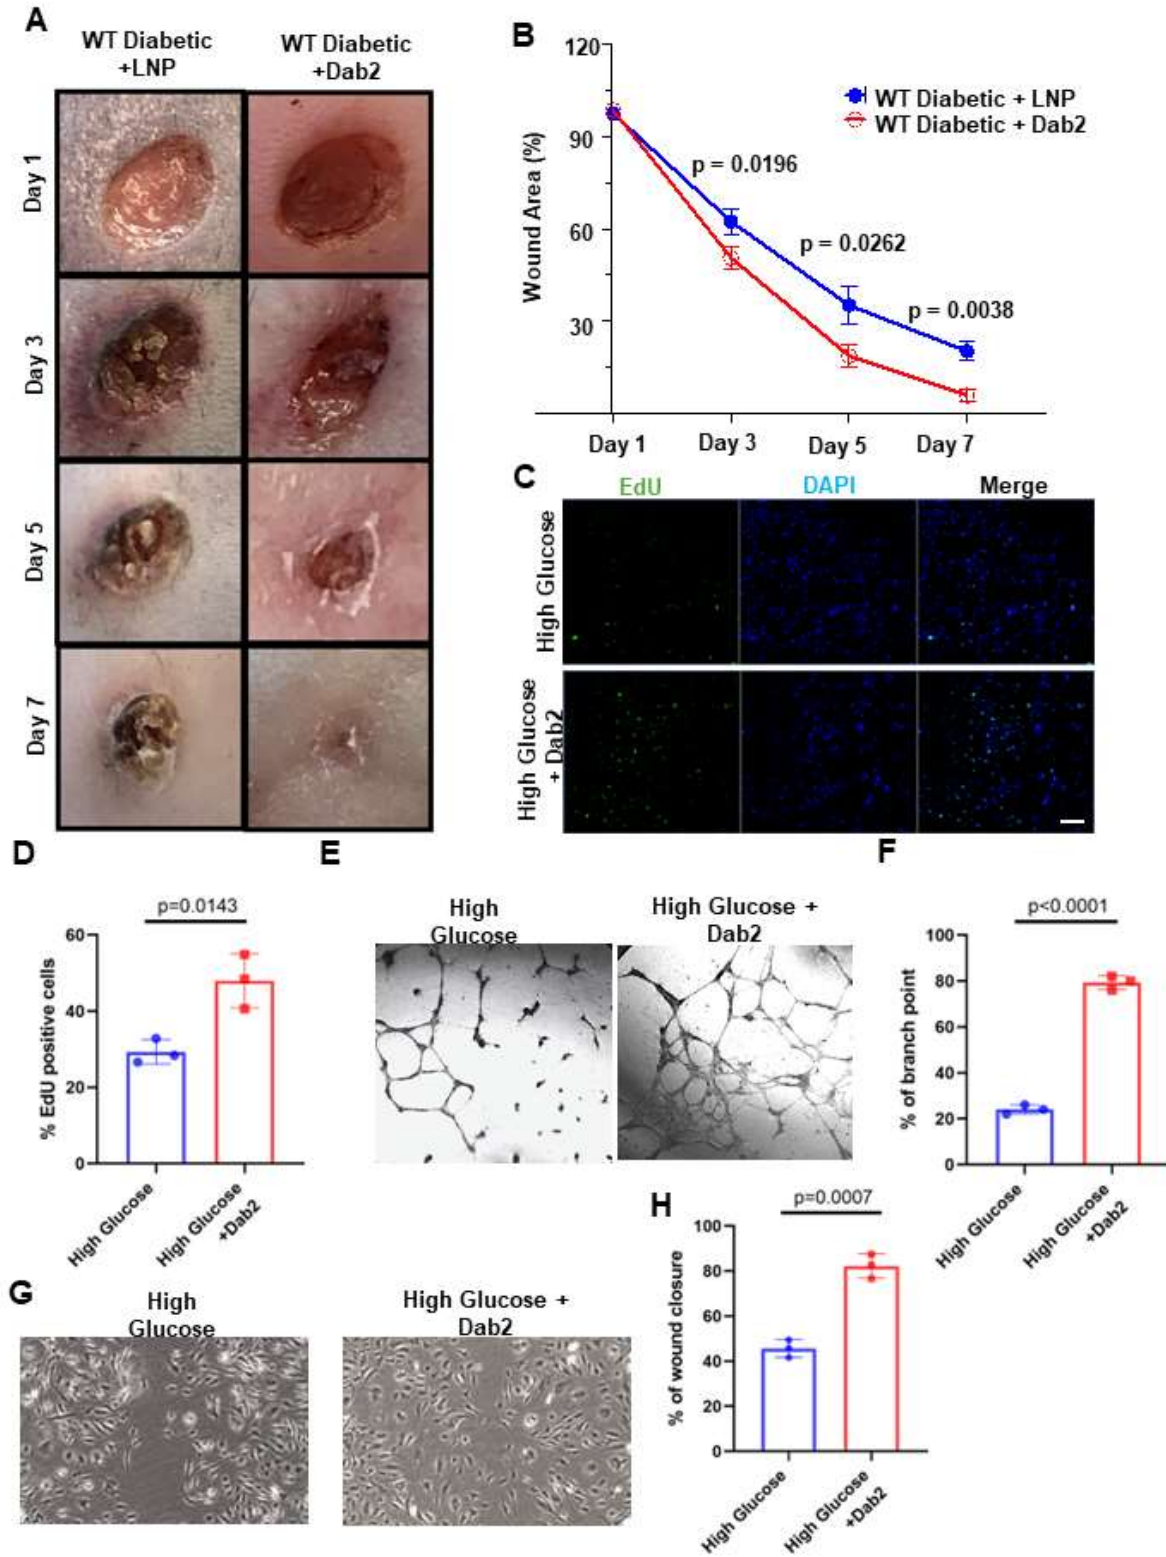 A
WT Diabetic
+LNP
WT Diabetic
+Dab2
Day 1
Day 3
Day 5
Day 7
B
Wound Area (%)
120
90
60
30
WT Diabetic + LNP
WT Diabetic + Dab2
p = 0.0196
p = 0.0262
p = 0.0038
Day 1
Day 3
Day 5
Day 7
C
EdU
DAPI
Merge
High Glucose
High Glucose
+ Dab2
D
p=0.0143
% EdU positive cells
60
40
20
0
High Glucose
High Glucose
+Dab2
E
High
Glucose
High Glucose +
Dab2
F
p<0.0001
% of branch point
100
80
60
40
20
0
High Glucose
High Glucose
+Dab2
G
High
Glucose
High Glucose +
Dab2
H
p=0.0007
% of wound closure
100
80
60
40
20
0
High Glucose
High Glucose
+Dab2